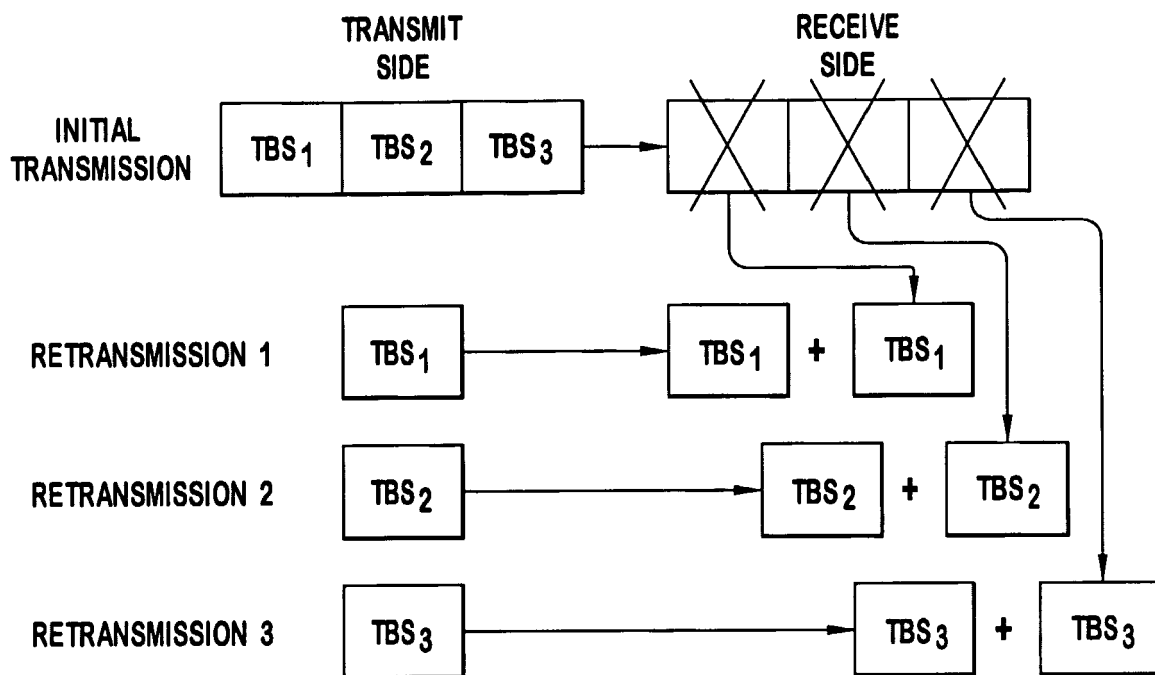 TRANSMIT SIDE
RECEIVE SIDE
INITIAL TRANSMISSION
TBS1 TBS2 TBS3
RETRANSMISSION 1
TBS1 TBS1 + TBS1
RETRANSMISSION 2
TBS2 TBS2 + TBS2
RETRANSMISSION 3
TBS3 TBS3 + TBS3